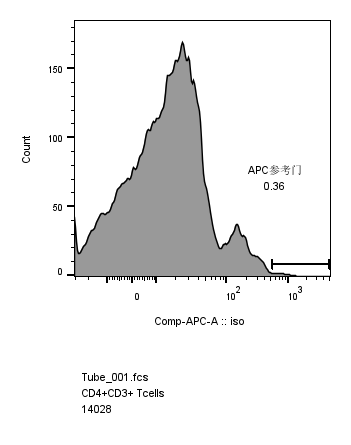 150
100
50
0
Count
APC参考门
0.36
0
10²
10³
Comp-APC-A :: iso
Tube_001.fcs
CD4+CD3+ Tcells
14028